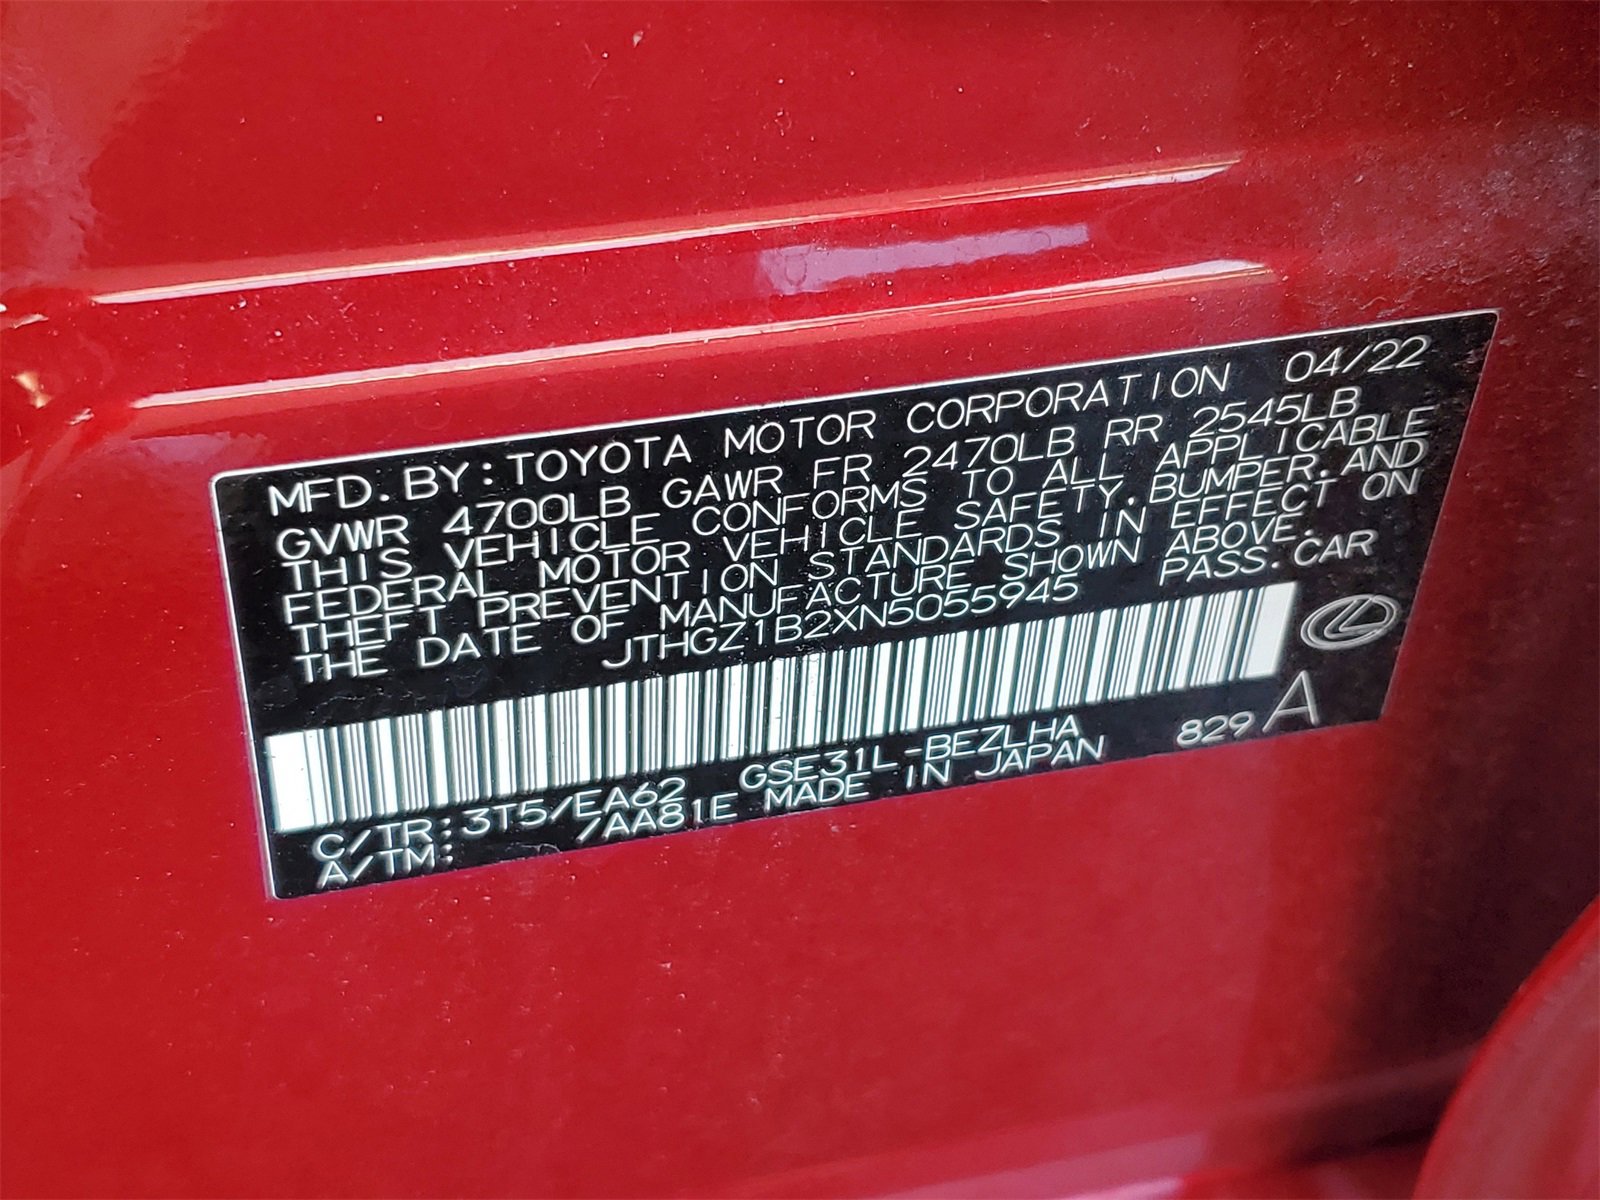 MFD. BY: TOYOTA MOTOR CORPORATION 04/22
GVWR 4700LB GAWR FR 2470LB RR 2545LB
THIS VEHICLE CONFORMS TO ALL APPLICABLE
FEDERAL MOTOR VEHICLE SAFETY, BUMPER, AND
THEFT PREVENTION STANDARDS IN EFFECT ON
THE DATE OF MANUFACTURE SHOWN ABOVE.
JTHGZ1B2XN5055945 PASS. CAR
C/TR: 3T5/EA62 GSE31L-BEZLHA 829 A
A/TM: /AA81E MADE IN JAPAN